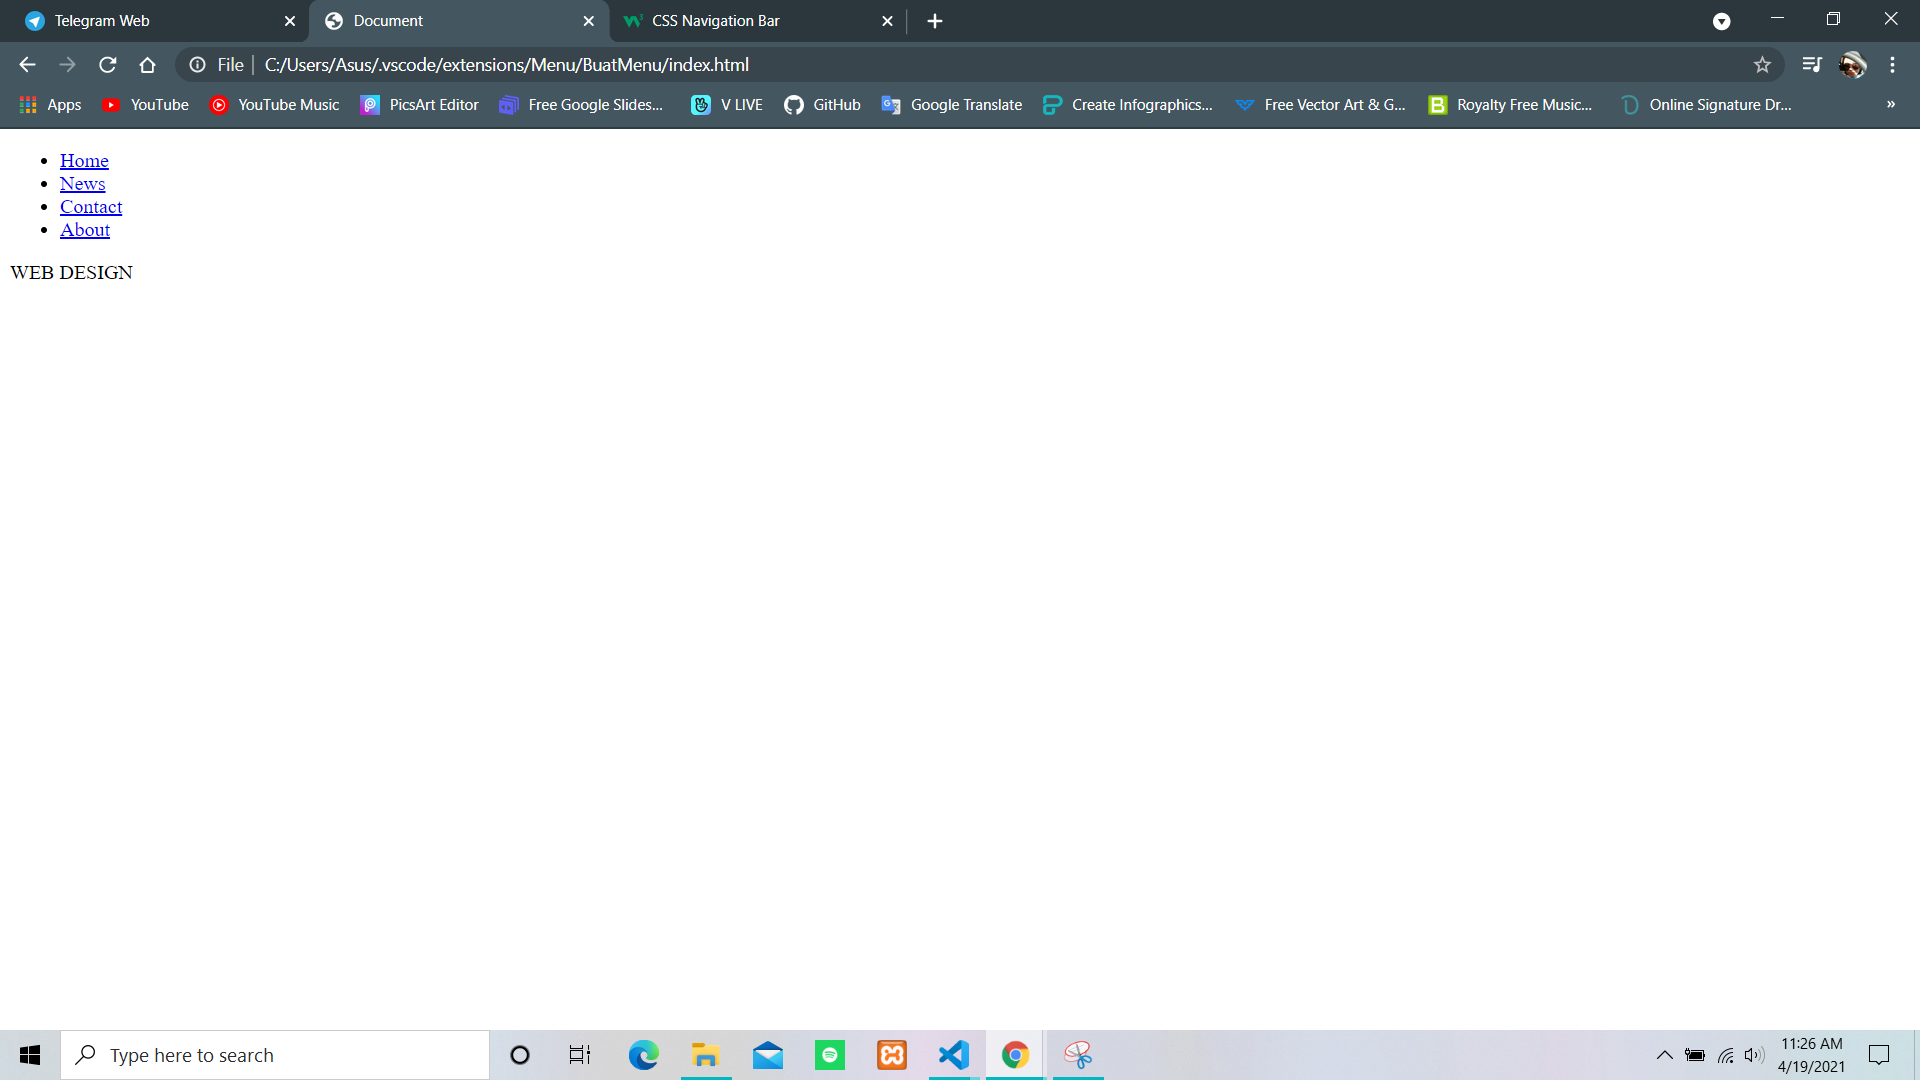 Telegram Web
Document
CSS Navigation Bar
File
C:/Users/Asus/.vscode/extensions/Menu/BuatMenu/index.html
Apps
YouTube
YouTube Music
PicsArt Editor
Free Google Slides...
V LIVE
GitHub
Google Translate
Create Infographics...
Free Vector Art & G...
Royalty Free Music...
Online Signature Dr...
»
Home
News
Contact
About
WEB DESIGN
Type here to search
11:26 AM
4/19/2021